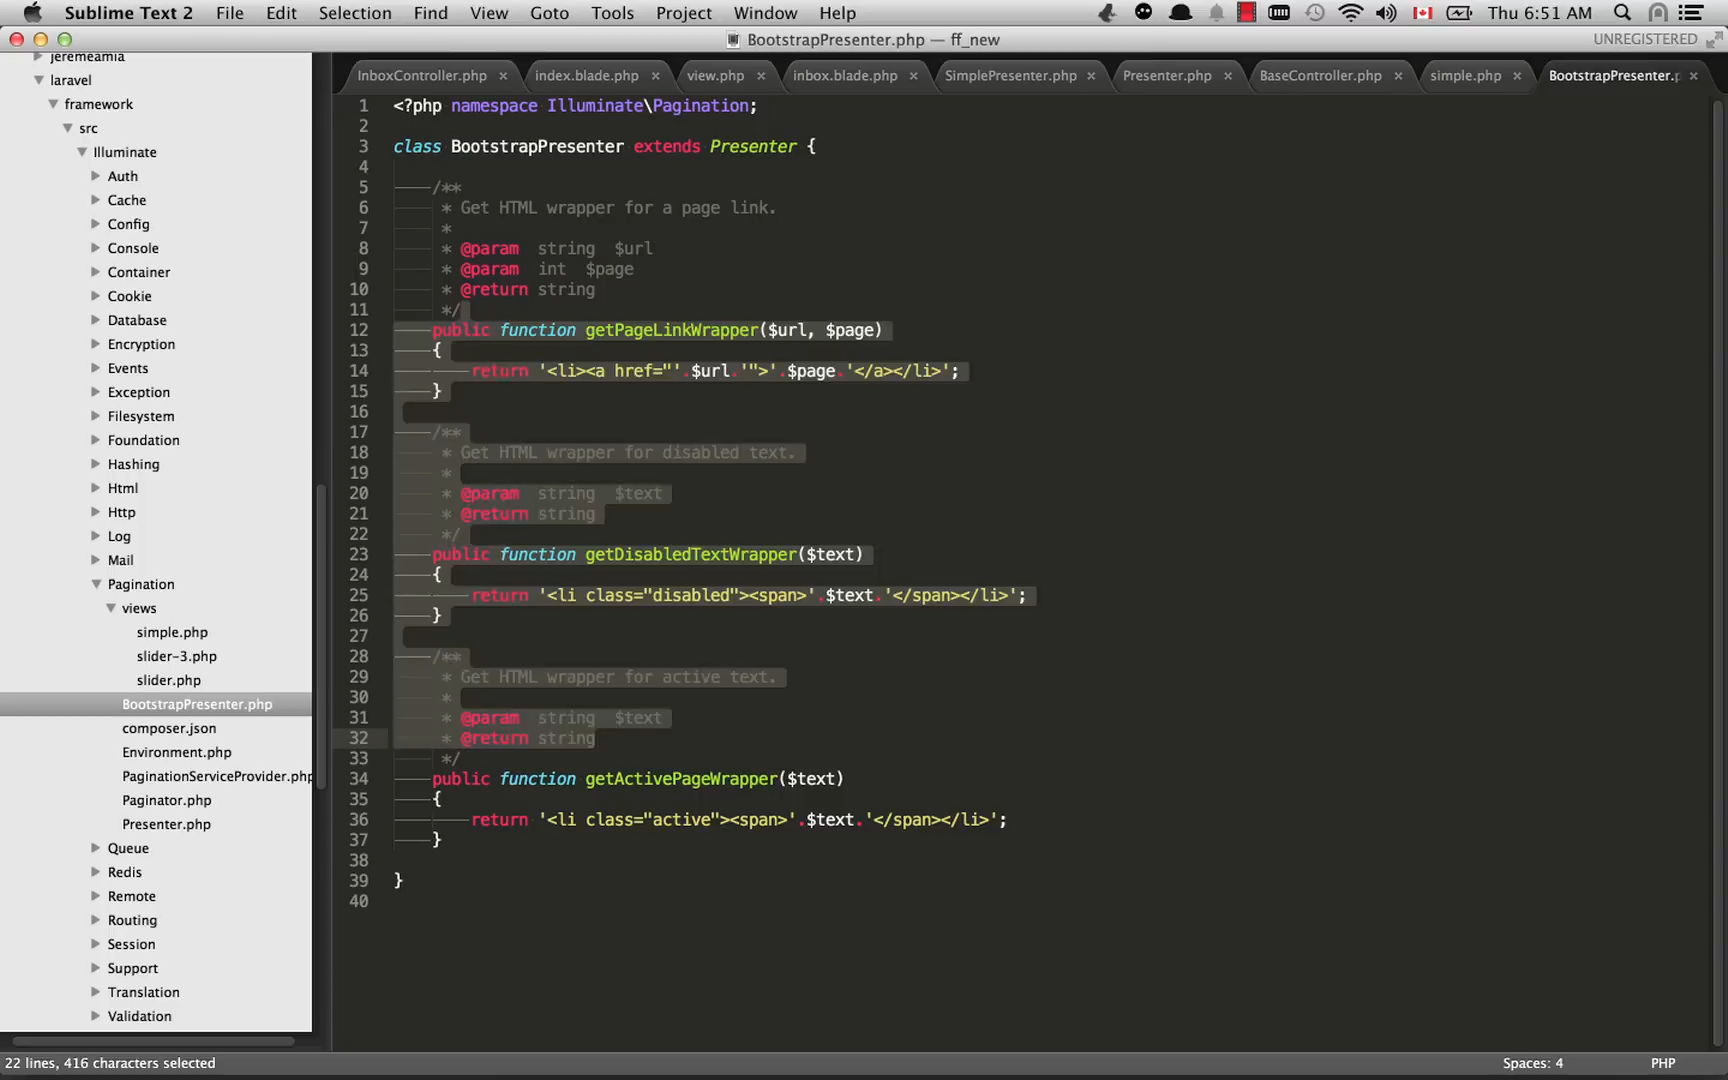 Sublime Text 2 File Edit Selection Find View Goto Tools Project Window Help Thu 6:51 AM
BootstrapPresenter.php — ff_new UNREGISTERED
InboxController.php × index.blade.php × view.php × inbox.blade.php × SimplePresenter.php × Presenter.php × BaseController.php × simple.php × BootstrapPresenter.p ×
jeremeamia
laravel
framework
src
Illuminate
Auth
Cache
Config
Console
Container
Cookie
Database
Encryption
Events
Exception
Filesystem
Foundation
Hashing
Html
Http
Log
Mail
Pagination
views
simple.php
slider-3.php
slider.php
BootstrapPresenter.php
composer.json
Environment.php
PaginationServiceProvider.php
Paginator.php
Presenter.php
Queue
Redis
Remote
Routing
Session
Support
Translation
Validation
1 <?php namespace Illuminate\Pagination;
2
3 class BootstrapPresenter extends Presenter {
4
5 /**
6 * Get HTML wrapper for a page link.
7 *
8 * @param string $url
9 * @param int $page
10 * @return string
11 */
12 public function getPageLinkWrapper($url, $page)
13 {
14 return '<li><a href="'.$url.'">'.$page.'</a></li>';
15 }
16
17 /**
18 * Get HTML wrapper for disabled text.
19 *
20 * @param string $text
21 * @return string
22 */
23 public function getDisabledTextWrapper($text)
24 {
25 return '<li class="disabled"><span>'.$text.'</span></li>';
26 }
27
28 /**
29 * Get HTML wrapper for active text.
30 *
31 * @param string $text
32 * @return string
33 */
34 public function getActivePageWrapper($text)
35 {
36 return '<li class="active"><span>'.$text.'</span></li>';
37 }
38
39 }
40
22 lines, 416 characters selected Spaces: 4 PHP